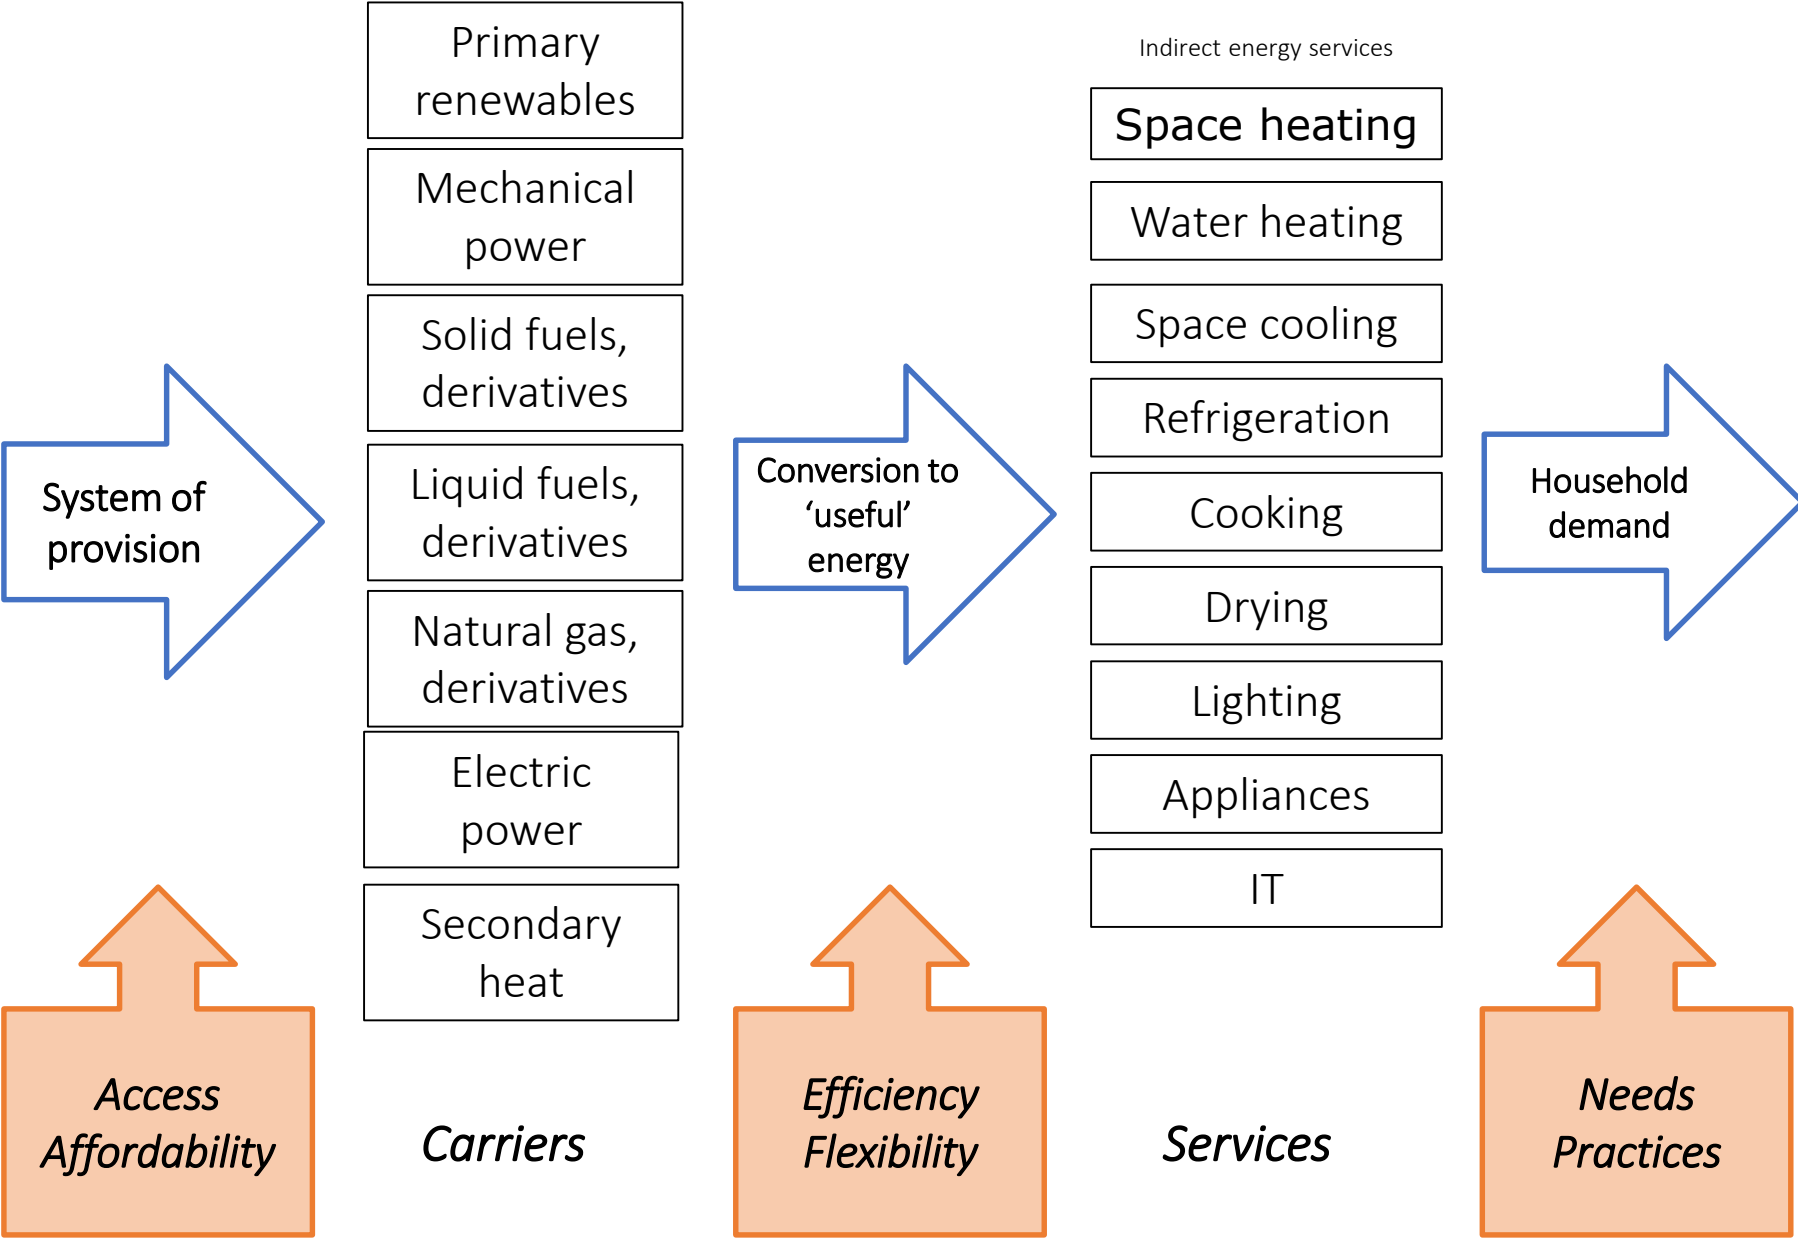 System of
provision
Access
Affordability
Primary
renewables
Mechanical
power
Solid fuels,
derivatives
Liquid fuels,
derivatives
Natural gas,
derivatives
Electric
power
Secondary
heat
Carriers
Conversion to
‘useful’
energy
Efficiency
Flexibility
Indirect energy services
Space heating
Water heating
Space cooling
Refrigeration
Cooking
Drying
Lighting
Appliances
IT
Services
Household
demand
Needs
Practices